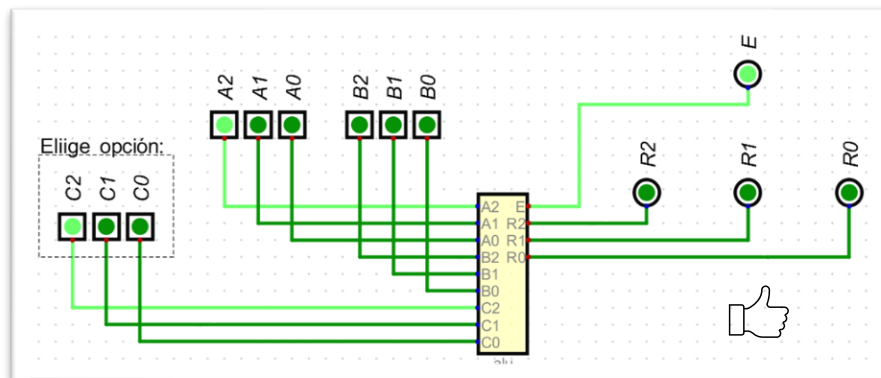 E
A2 A1 A0 B2 B1 B0
Eliige opción:
R2 R1 R0
C2 C1 C0
A2 E
A1 R2
A0 R1
B2 R0
B1
B0
C2
C1
C0
alu